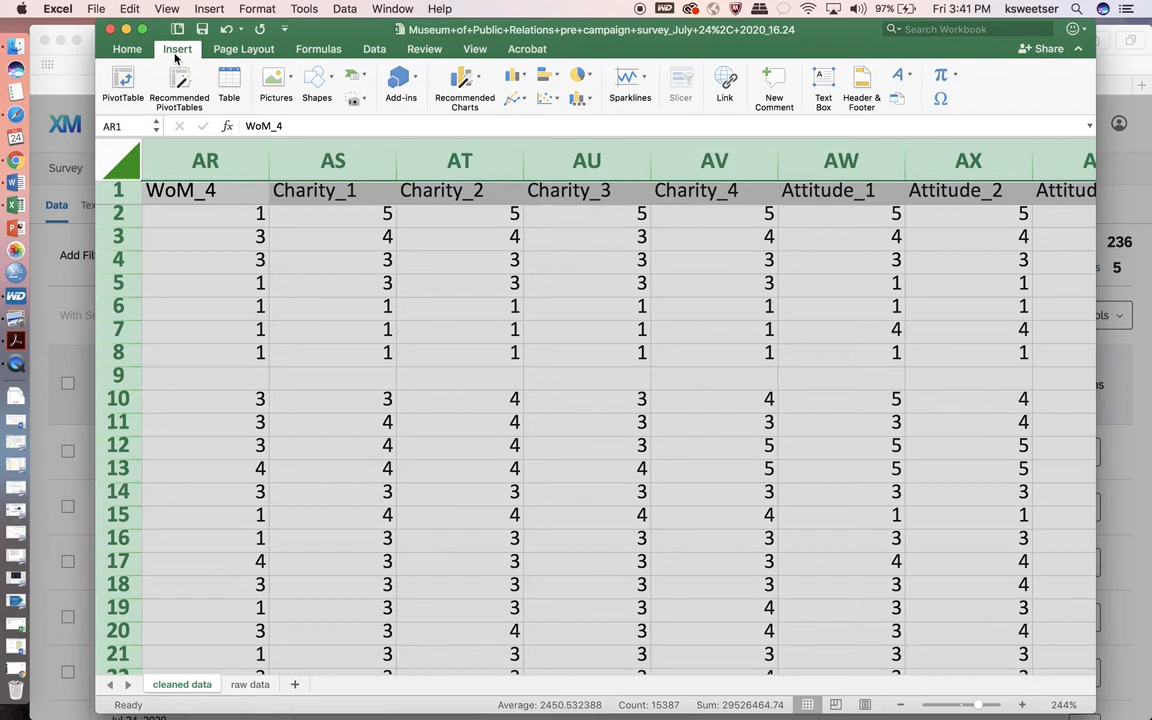 Excel File Edit View Insert Format Tools Data Window Help 97% Fri 3:41 PM ksweetser
Museum+of+Public+Relations+pre+campaign+survey_July +24%2C+2020_16.24
Search Workbook
Home Insert Page Layout Formulas Data Review View Acrobat Share
PivotTable Recommended PivotTables Table Pictures Shapes Add-ins Recommended Charts Sparklines Slicer Link New Comment Text Box Header & Footer
AR1 fx WoM_4
AR AS AT AU AV AW AX
1 WoM_4 Charity_1 Charity_2 Charity_3 Charity_4 Attitude_1 Attitude_2 Attitud
2 1 5 5 5 5 5 5
3 3 4 4 3 4 4 4
4 3 3 3 3 3 3 3
5 1 3 3 3 3 1 1
6 1 1 1 1 1 1 1
7 1 1 1 1 1 4 4
8 1 1 1 1 1 1 1
9
10 3 3 4 3 4 5 4
11 3 4 4 3 3 3 4
12 3 4 4 3 5 5 5
13 4 4 4 4 5 5 5
14 3 3 3 3 3 3 3
15 1 4 4 4 4 1 1
16 1 3 3 3 3 3 3
17 4 3 3 3 3 4 4
18 3 3 3 3 3 3 4
19 1 3 3 3 4 3 3
20 3 3 4 3 4 3 4
21 1 3 3 3 3 3 3
cleaned data raw data
Ready Average: 2450.532388 Count: 15387 Sum: 29526464.74 244%
XM
Survey
Data Te
Add Fil
With Se
236
5
ols
ns
24
W
WD